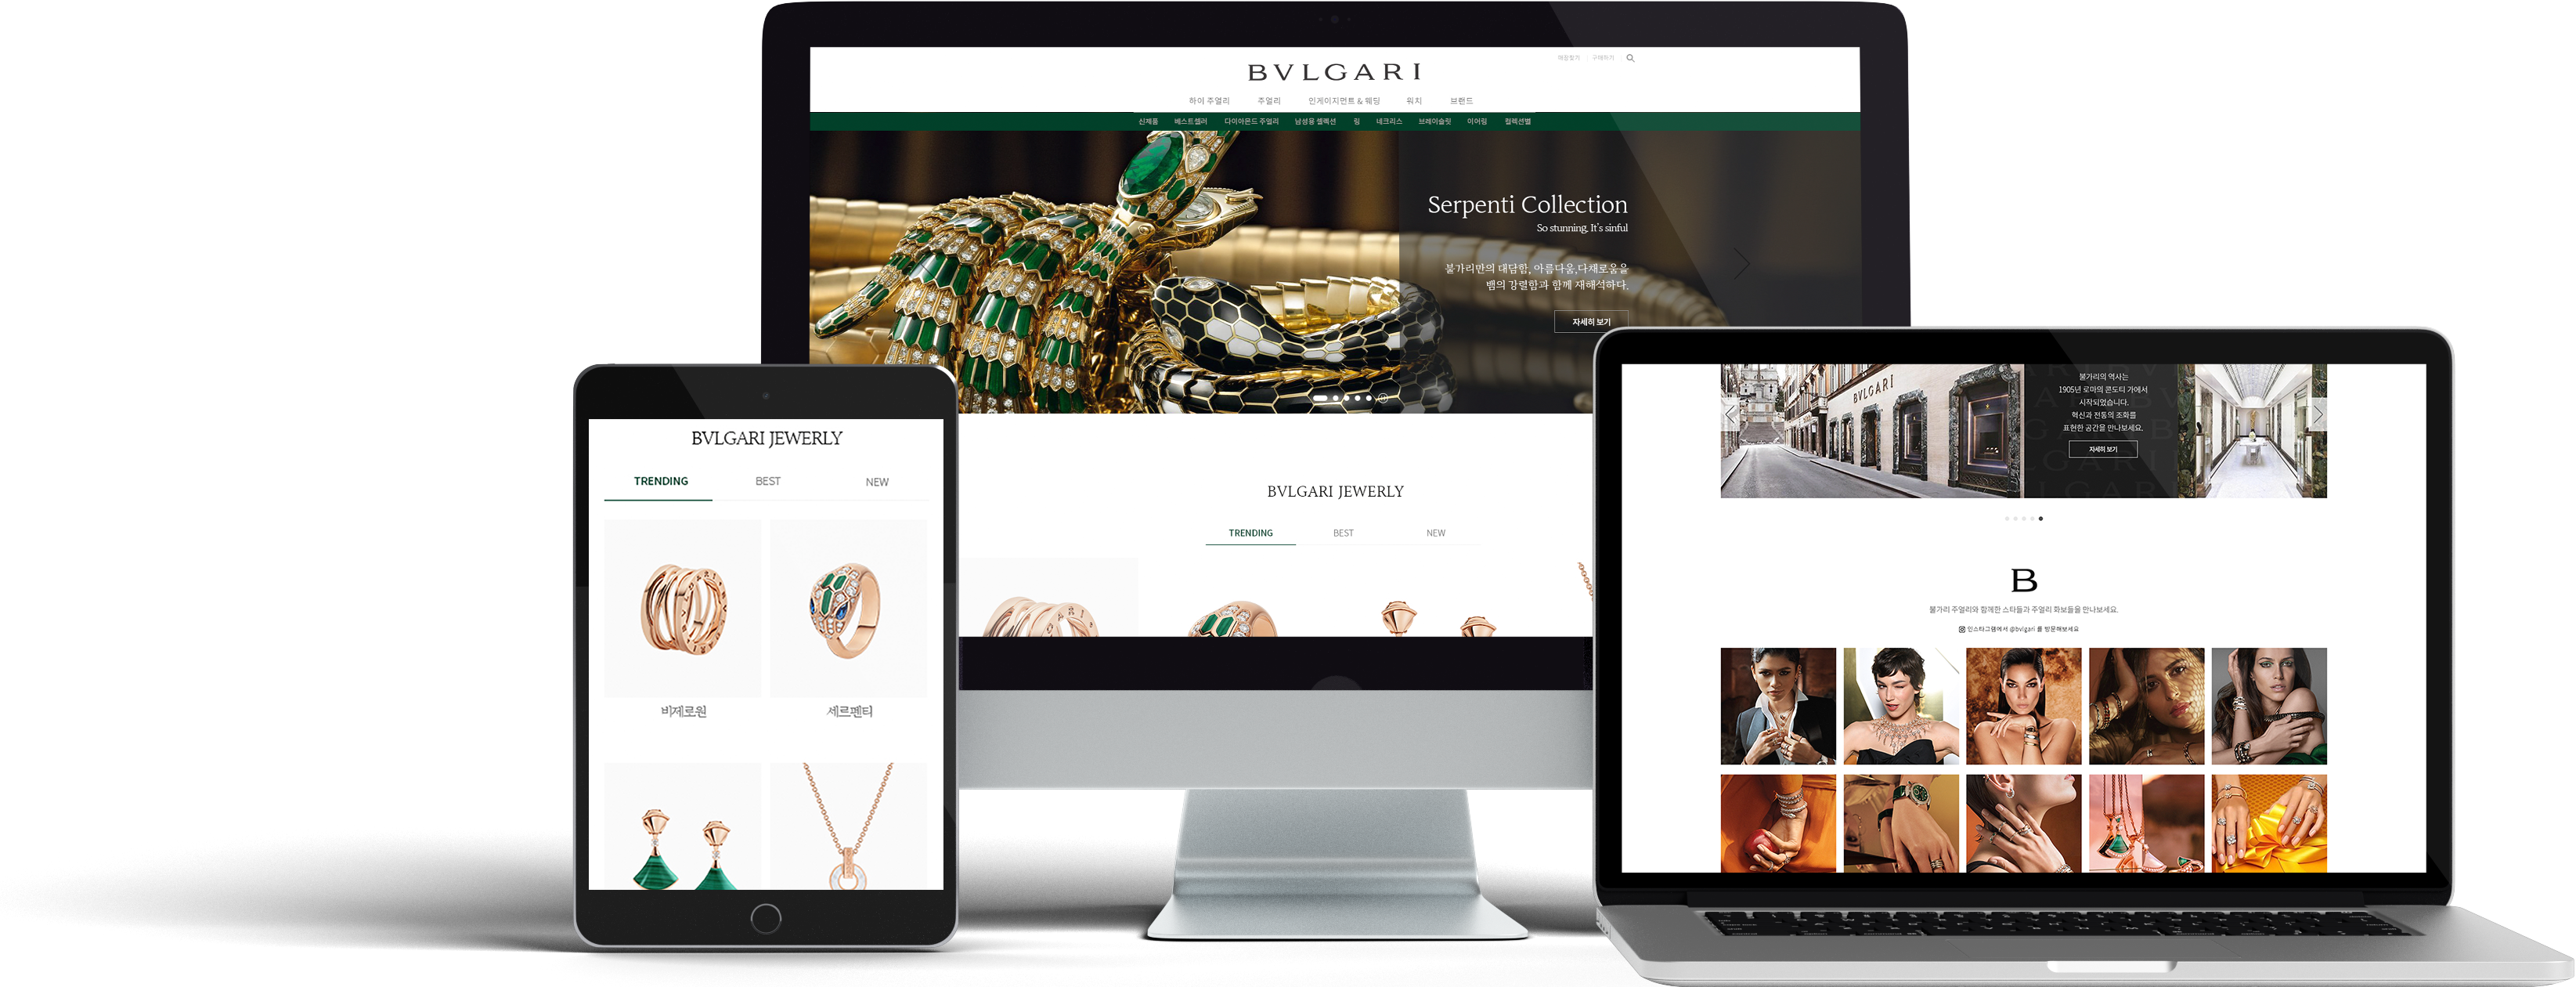 BVLGARI
매장찾기 구매하기
하이 주얼리 주얼리 인게이지먼트 & 웨딩 워치 브랜드
신제품 베스트셀러 다이아몬드 주얼리 남성용 셀렉션 링 네크리스 브레이슬릿 이어링 컬렉션별
Serpenti Collection
So stunning, It's sinful
불가리만의 대담함, 아름다움,다채로움을
뱀의 강렬함과 함께 재해석하다.
자세히 보기
BVLGARI JEWERLY
TRENDING BEST NEW
BVLGARI JEWERLY
TRENDING BEST NEW
비제로원 세르펜티
BVLGARI
불가리의 역사는
1905년 로마의 콘도티 가에서
시작되었습니다.
혁신과 전통의 조화를
표현한 공간을 만나보세요.
자세히 보기
B
불가리 주얼리와 함께한 스타들과 주얼리 화보들을 만나보세요.
인스타그램에서 @bvlgari 를 방문해보세요